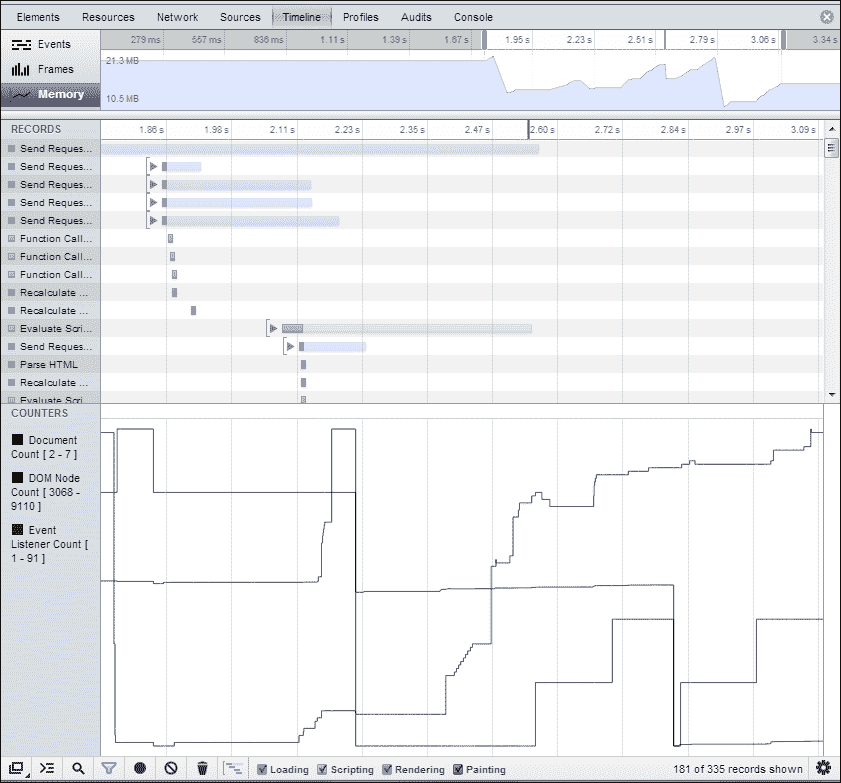 Elements Resources Network Sources Timeline Profiles Audits Console
Events
Frames
Memory
279 ms 557 ms 836 ms 1.11 s 1.39 s 1.67 s 1.95 s 2.23 s 2.51 s 2.79 s 3.06 s 3.34 s
21.3 MB
10.5 MB
RECORDS 1.86 s 1.98 s 2.11 s 2.23 s 2.35 s 2.47 s 2.60 s 2.72 s 2.84 s 2.97 s 3.09 s
Send Reques...
Send Reques...
Send Reques...
Send Reques...
Send Reques...
Function Call...
Function Call...
Function Call...
Recalculate ...
Recalculate ...
Evaluate Scri...
Send Reques...
Parse HTML
Recalculate ...
Evaluate Scri...
COUNTERS
Document
Count [ 2 - 7 ]
DOM Node
Count [ 3068 -
9110 ]
Event
Listener Count [
1 - 91 ]
Loading Scripting Rendering Painting 181 of 335 records shown